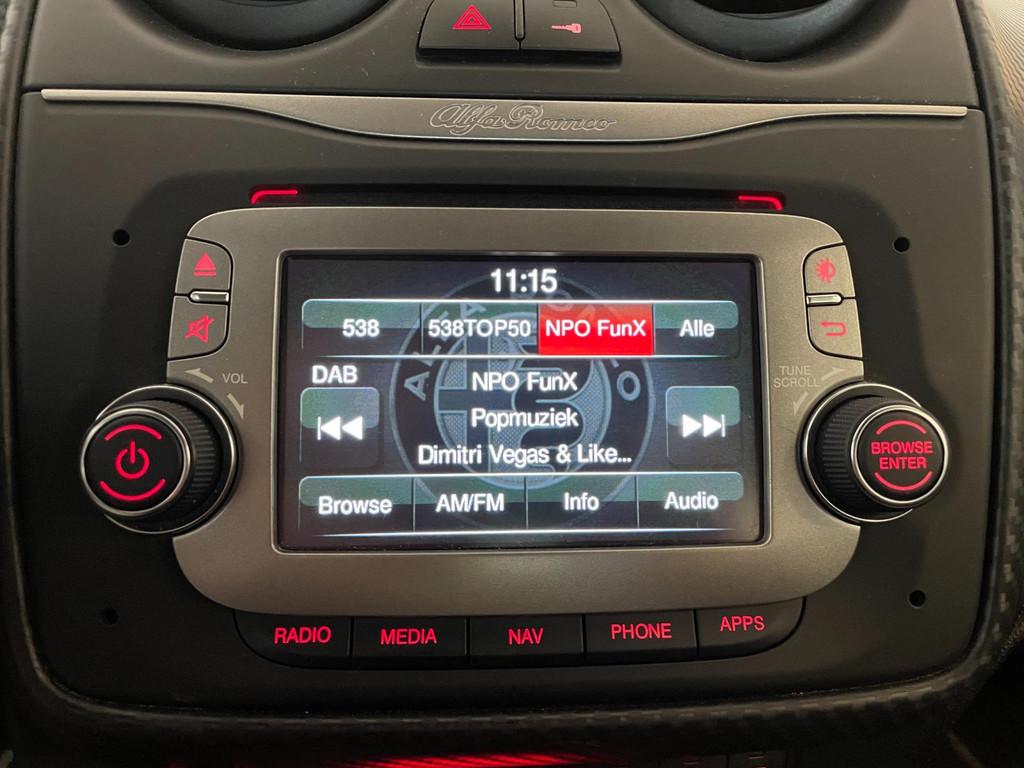 Alfa Romeo
11:15
538 538TOP50 NPO FunX Alle
DAB
NPO FunX
Popmuziek
Dimitri Vegas & Like...
Browse AM/FM Info Audio
VOL
TUNE
SCROLL
BROWSE
ENTER
RADIO MEDIA NAV PHONE APPS